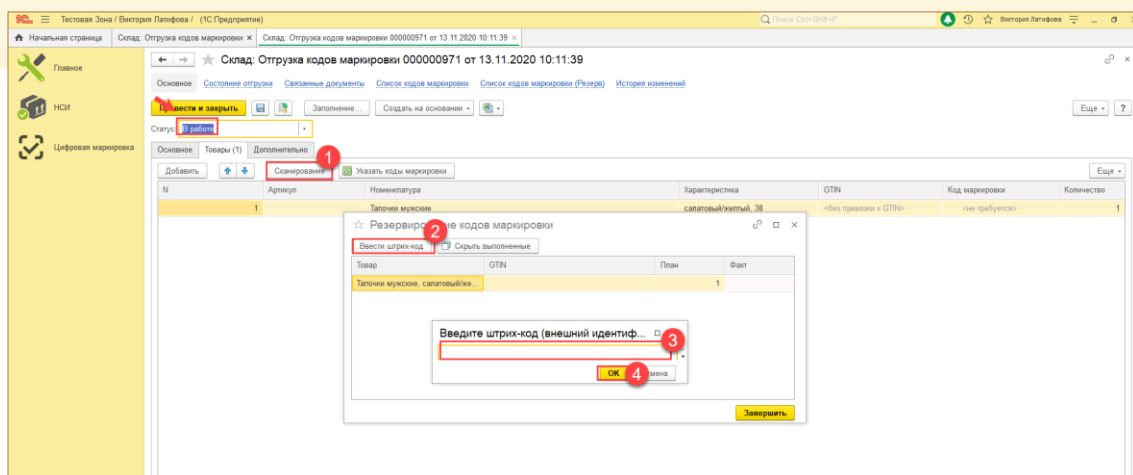 Тестовая Зона / Виктория Латифова / (1С:Предприятие)
Поиск Ctrl+Shift+F
Виктория Латифова
Начальная страница
Склад: Отгрузка кодов маркировки ×
Склад: Отгрузка кодов маркировки 000000971 от 13.11.2020 10:11:39 ×
Главное
НСИ
Цифровая маркировка
Склад: Отгрузка кодов маркировки 000000971 от 13.11.2020 10:11:39
Основное Состояние отгрузки Связанные документы Список кодов маркировки Список кодов маркировки (Резерв) История изменений
Провести и закрыть Заполнение... Создать на основании Еще ?
Статус: В работе
Основное Товары (1) Дополнительно
1
Добавить Сканирование Указать коды маркировки Еще
N Артикул Номенклатура Характеристика GTIN Код маркировки Количество
1 Тапочки мужские салатовый/желтый, 38 <без привязки к GTIN> <не требуется> 1
Резервирование кодов маркировки
2
Ввести штрих-код Скрыть выполненные
Товар GTIN План Факт
Тапочки мужские, салатовый/же... 1
Введите штрих-код (внешний идентиф...
3
OK 4 мена
Завершить